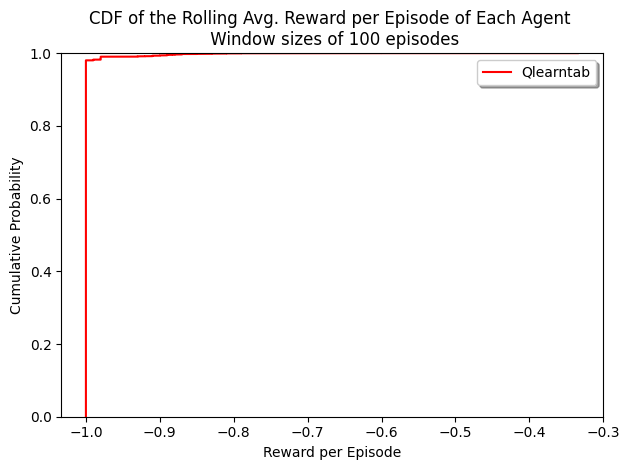 CDF of the Rolling Avg. Reward per Episode of Each Agent
Window sizes of 100 episodes
1.0
0.8
0.6
0.4
0.2
0.0
Cumulative Probability
Qlearntab
−1.0 −0.9 −0.8 −0.7 −0.6 −0.5 −0.4 −0.3
Reward per Episode